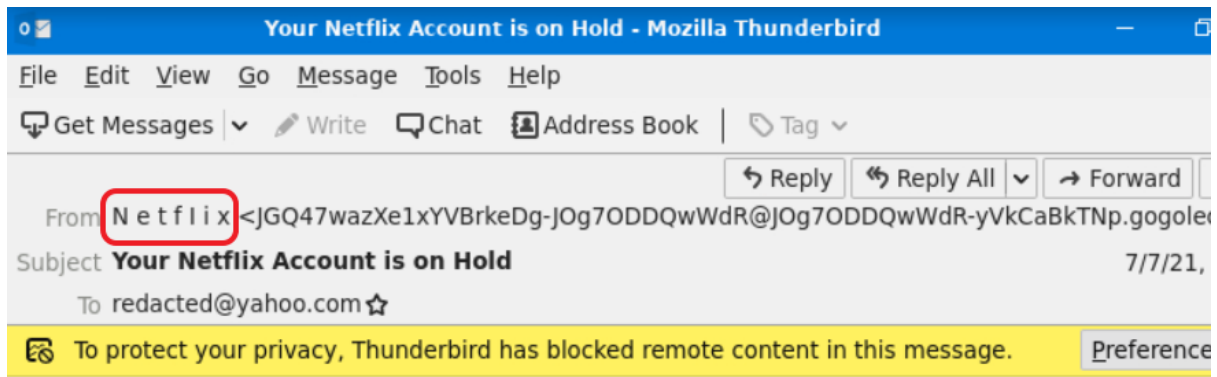 Your Netflix Account is on Hold - Mozilla Thunderbird
File Edit View Go Message Tools Help
Get Messages Write Chat Address Book Tag
Reply Reply All Forward
From N e t f l i x <JGQ47wazXe1xYVBrkeDg-JOg7ODDQwWdR@JOg7ODDQwWdR-yVkCaBkTNp.gogolec
Subject Your Netflix Account is on Hold 7/7/21,
To redacted@yahoo.com
To protect your privacy, Thunderbird has blocked remote content in this message. Preference